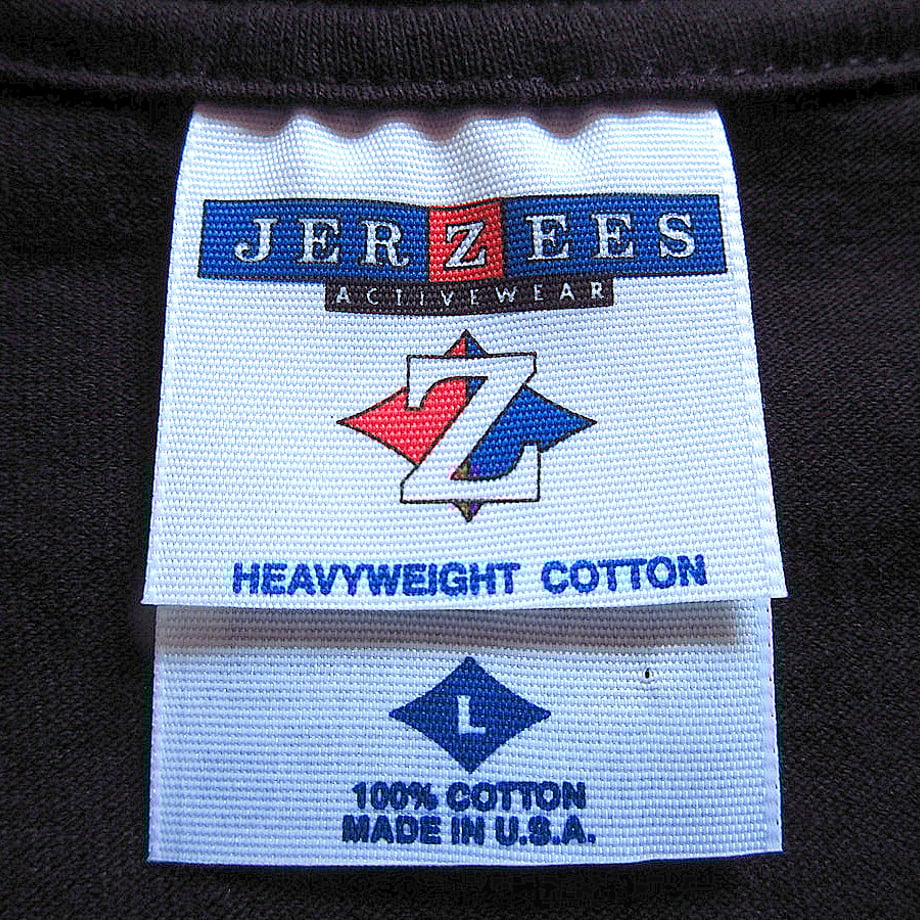 JERZEES
ACTIVEWEAR
Z
HEAVYWEIGHT COTTON
L
100% COTTON
MADE IN U.S.A.